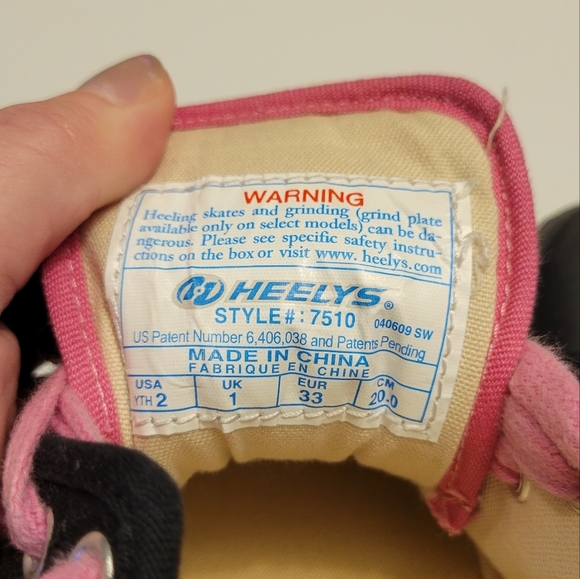 WARNING
Heeling skates and grinding (grind plate
available only on select models) can be da-
ngerous. Please see specific safety instru-
ctions on the box or visit www.heelys.com
HEELYS®
STYLE#: 7510 040609 SW
US Patent Number 6,406,038 and Patents Pending
MADE IN CHINA
FABRIQUE EN CHINE
USA UK EUR CM
YTH 2 1 33 20.0